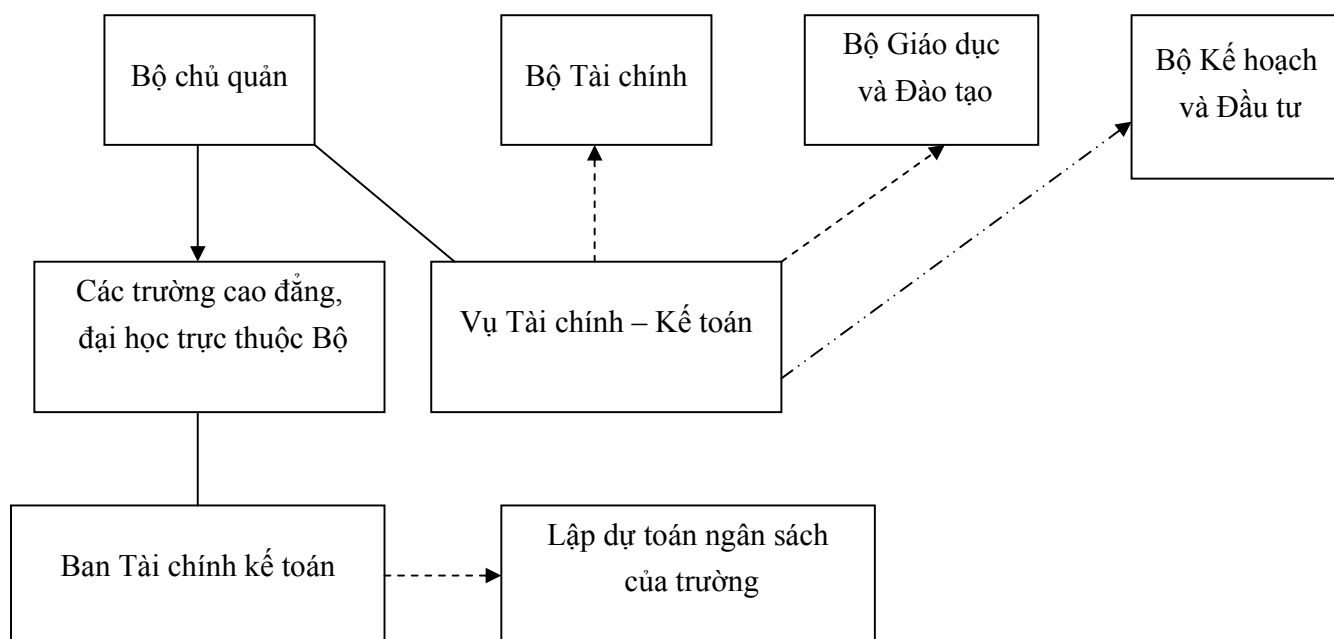 Bộ chủ quản
Bộ Tài chính
Bộ Giáo dục
và Đào tạo
Bộ Kế hoạch
và Đầu tư
Các trường cao đẳng,
đại học trực thuộc Bộ
Vụ Tài chính – Kế toán
Ban Tài chính kế toán
Lập dự toán ngân sách
của trường